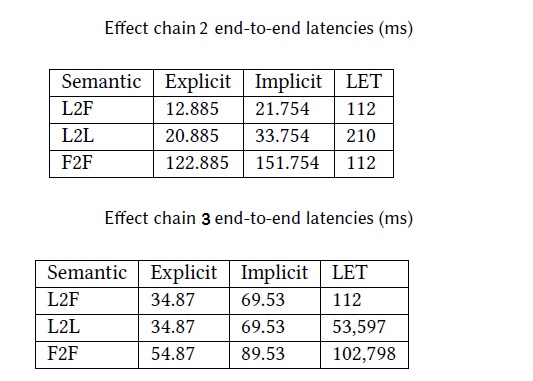 Effect chain 2 end-to-end latencies (ms)
Semantic Explicit Implicit LET
L2F 12.885 21.754 112
L2L 20.885 33.754 210
F2F 122.885 151.754 112
Effect chain 3 end-to-end latencies (ms)
Semantic Explicit Implicit LET
L2F 34.87 69.53 112
L2L 34.87 69.53 53,597
F2F 54.87 89.53 102,798